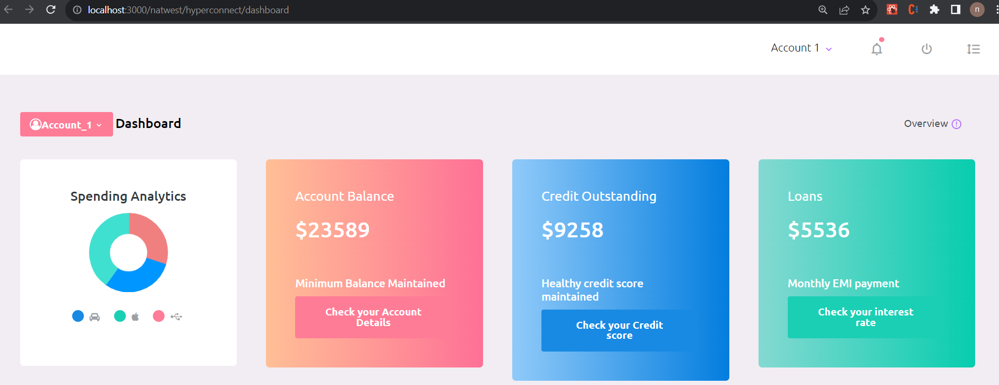 localhost:3000/natwest/hyperconnect/dashboard
n
Account 1
Account_1
Dashboard
Overview
Spending Analytics
Account Balance
$23589
Minimum Balance Maintained
Check your Account
Details
Credit Outstanding
$9258
Healthy credit score
maintained
Check your Credit
score
Loans
$5536
Monthly EMI payment
Check your interest
rate